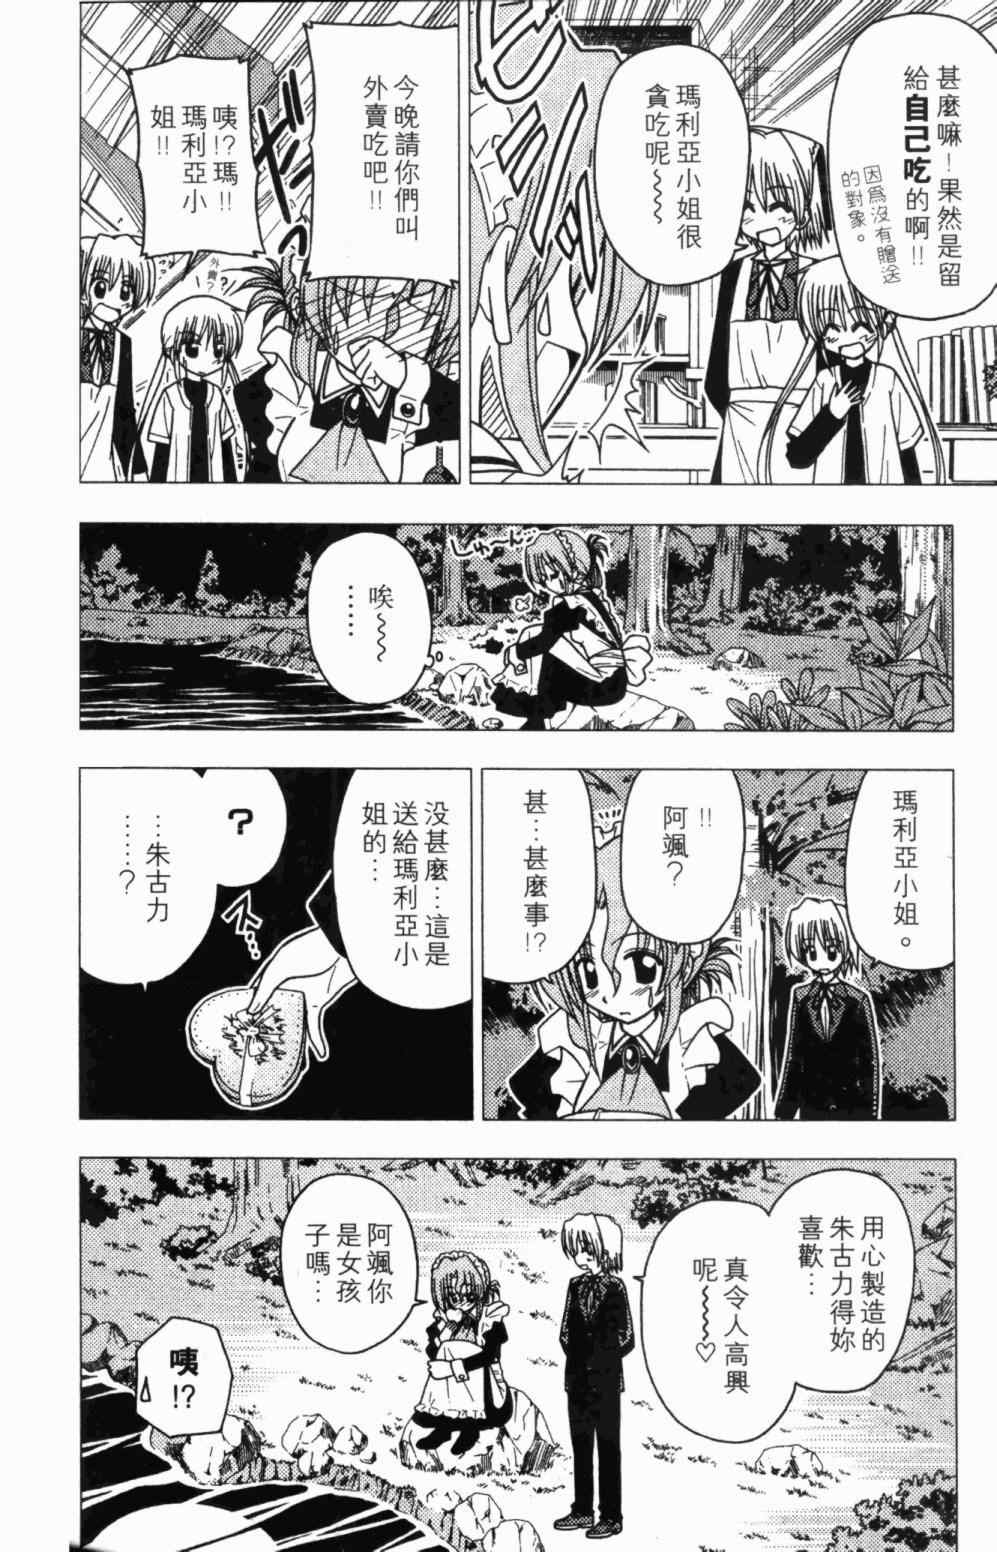 甚麼嘛！果然是留
給自己吃的啊!!
因爲沒有贈送
的對象。
瑪利亞小姐很
貪吃呢～～
今晚請你們叫
外賣吃吧!!
咦!?瑪!!
瑪利亞小
姐!!
外賣?
?
しゅ～ん…
唉～～
……
瑪利亞小姐。
!!
阿颯?
甚…甚麼事!?
沒甚麼…這是
送給瑪利亞小
姐的…
?
ス…
…朱古力
……?
用心製造的
朱古力得妳
喜歡…
真令人高興
呢～～♡
阿颯你
是女孩
子嗎…
咦!?